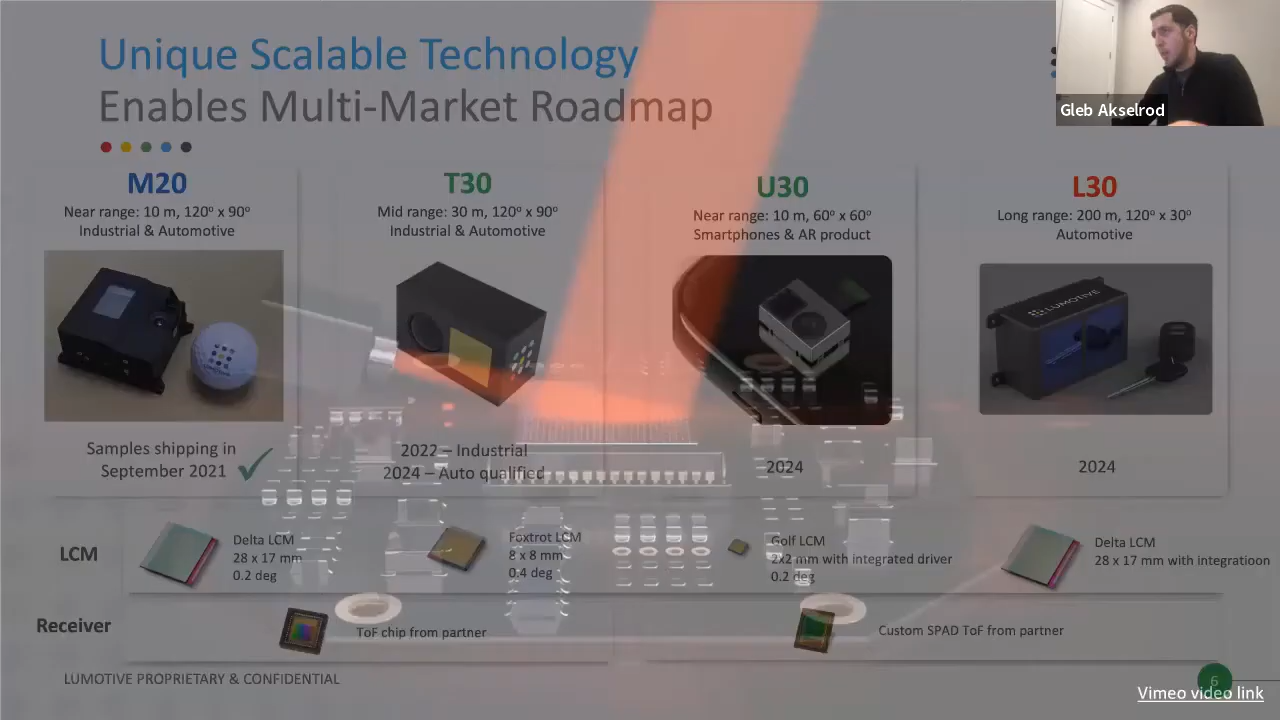 Unique Scalable Technology
Enables Multi-Market Roadmap
Gleb Akselrod
M20
Near range: 10 m, 120° x 90°
Industrial & Automotive
Samples shipping in
September 2021
T30
Mid range: 30 m, 120° x 90°
Industrial & Automotive
2022 – Industrial
2024 – Auto qualified
U30
Near range: 10 m, 60° x 60°
Smartphones & AR product
2024
L30
Long range: 200 m, 120° x 30°
Automotive
LUMOTIVE
2024
LCM
Delta LCM
28 x 17 mm
0.2 deg
Foxtrot LCM
8 x 8 mm
0.4 deg
Golf LCM
2x2 mm with integrated driver
0.2 deg
Delta LCM
28 x 17 mm with integratioon
Receiver
ToF chip from partner
Custom SPAD ToF from partner
LUMOTIVE PROPRIETARY & CONFIDENTIAL
6
Vimeo video link